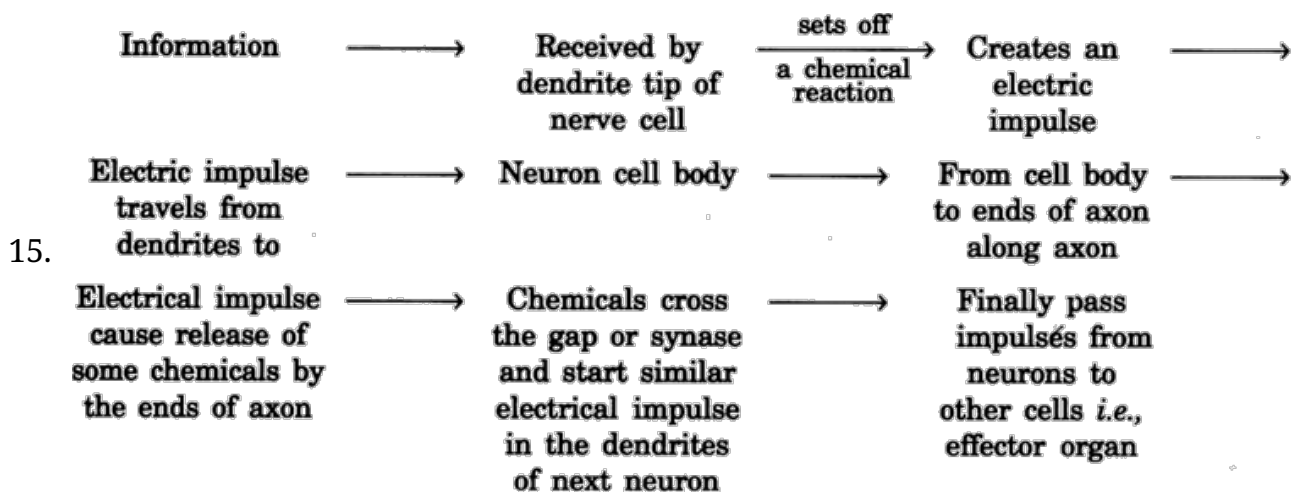 Information
Received by
dendrite tip of
nerve cell
sets off
a chemical
reaction
Creates an
electric
impulse
Electric impulse
travels from
dendrites to
Neuron cell body
From cell body
to ends of axon
along axon
15.
Electrical impulse
cause release of
some chemicals by
the ends of axon
Chemicals cross
the gap or synase
and start similar
electrical impulse
in the dendrites
of next neuron
Finally pass
impulsés from
neurons to
other cells i.e.,
effector organ